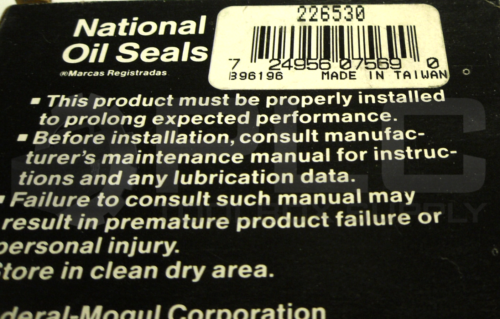 National
Oil Seals
®Marcas Registradas
226530
7 24956 07569 0
B96196 MADE IN TAIWAN
▪ This product must be properly installed
to prolong expected performance.
▪ Before installation, consult manufac-
turer's maintenance manual for instruc-
tions and any lubrication data.
▪ Failure to consult such manual may
result in premature product failure or
personal injury.
Store in clean dry area.
deral-Mogul Corporation